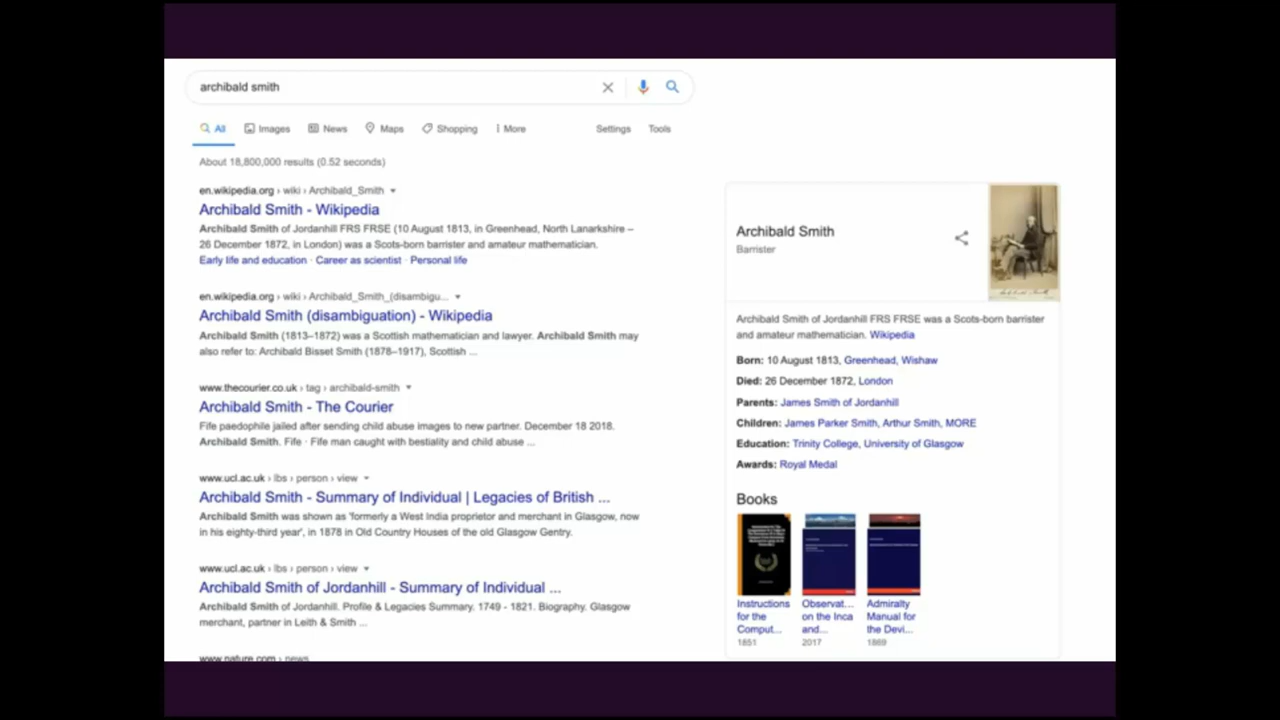 archibald smith
All Images News Maps Shopping More Settings Tools
About 18,800,000 results (0.52 seconds)
en.wikipedia.org › wiki › Archibald_Smith
Archibald Smith - Wikipedia
Archibald Smith of Jordanhill FRS FRSE (10 August 1813, in Greenhead, North Lanarkshire –
26 December 1872, in London) was a Scots-born barrister and amateur mathematician.
Early life and education · Career as scientist · Personal life
en.wikipedia.org › wiki › Archibald_Smith_(disambigu...
Archibald Smith (disambiguation) - Wikipedia
Archibald Smith (1813–1872) was a Scottish mathematician and lawyer. Archibald Smith may
also refer to: Archibald Bisset Smith (1878–1917), Scottish ...
www.thecourier.co.uk › tag › archibald-smith
Archibald Smith - The Courier
Fife paedophile jailed after sending child abuse images to new partner. December 18 2018.
Archibald Smith. Fife · Fife man caught with bestiality and child abuse ...
www.ucl.ac.uk › lbs › person › view
Archibald Smith - Summary of Individual | Legacies of British ...
Archibald Smith was shown as 'formerly a West India proprietor and merchant in Glasgow, now
in his eighty-third year', in 1878 in Old Country Houses of the old Glasgow Gentry.
www.ucl.ac.uk › lbs › person › view
Archibald Smith of Jordanhill - Summary of Individual ...
Archibald Smith of Jordanhill. Profile & Legacies Summary. 1749 - 1821. Biography. Glasgow
merchant, partner in Leith & Smith ...
www.nature.com › news
Archibald Smith
Barrister
Archibald Smith of Jordanhill FRS FRSE was a Scots-born barrister
and amateur mathematician. Wikipedia
Born: 10 August 1813, Greenhead, Wishaw
Died: 26 December 1872, London
Parents: James Smith of Jordanhill
Children: James Parker Smith, Arthur Smith, MORE
Education: Trinity College, University of Glasgow
Awards: Royal Medal
Books
Instructions
for the
Comput...
1851
Observat...
on the Inca
and...
2017
Admiralty
Manual for
the Devi...
1869